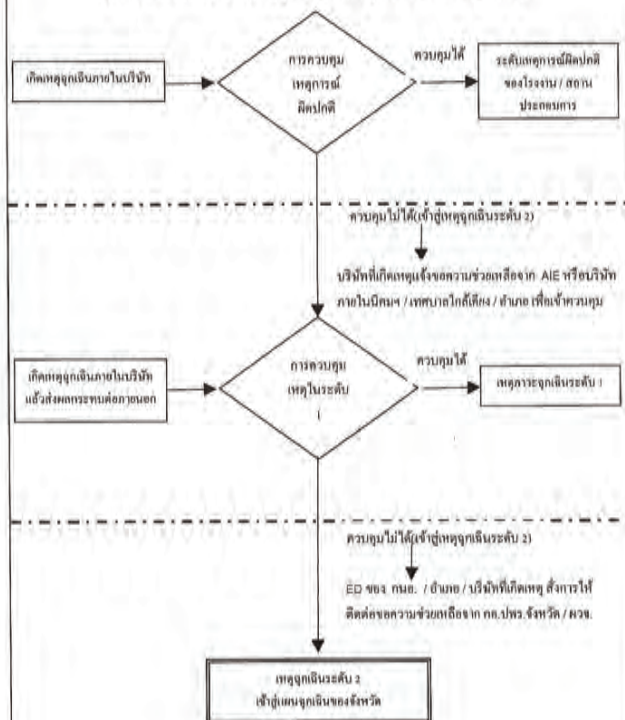 การควบคุม
เหตุการณ์
ผิดปกติ
ควบคุมได้
เกิดเหตุฉุกเฉินภายในบริษัท
ระดับเหตุการณ์ผิดปกติ
ของโรงงาน / สถาน
ประกอบการ
ควบคุมไม่ได้(เข้าสู่เหตุฉุกเฉินระดับ 2)
บริษัทที่เกิดเหตุแจ้งขอความช่วยเหลือจาก AIE หรือบริษัท
ภายในนิคมฯ / เทศบาลใกล้เคียง / อำเภอ เพื่อเข้าควบคุม
เกิดเหตุฉุกเฉินภายในบริษัท
แล้วส่งผลกระทบต่อภายนอก
การควบคุม
เหตุในระดับ
1
ควบคุมได้
เหตุภาวะฉุกเฉินระดับ 1
ควบคุมไม่ได้(เข้าสู่เหตุฉุกเฉินระดับ 2)
ED ของ กนอ. / อำเภอ / บริษัทที่เกิดเหตุ สั่งการให้
ติดต่อขอความช่วยเหลือจาก กอ.ปพร.จังหวัด / ผวจ.
เหตุฉุกเฉินระดับ 2
เข้าสู่แผนฉุกเฉินของจังหวัด